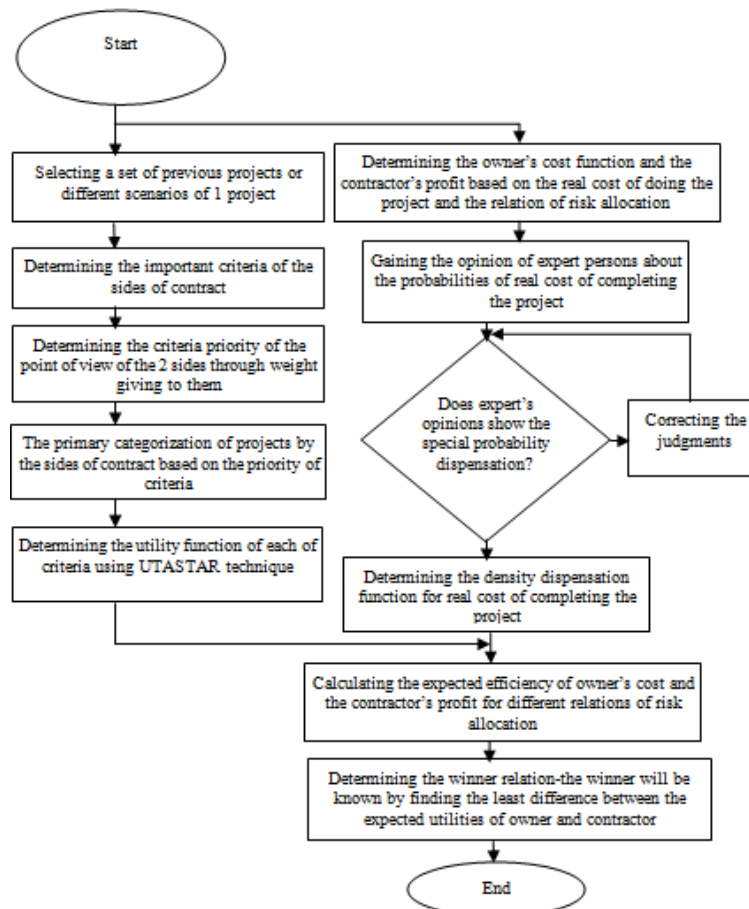 Start
Selecting a set of previous projects or
different scenarios of 1 project
Determining the important criteria of the
sides of contract
Determining the criteria priority of the
point of view of the 2 sides through weight
giving to them
The primary categorization of projects by
the sides of contract based on the priority of
criteria
Determining the utility function of each of
criteria using UTASTAR technique
Determining the owner's cost function and the
contractor's profit based on the real cost of doing the
project and the relation of risk allocation
Gaining the opinion of expert persons about
the probabilities of real cost of completing
the project
Does expert's
opinions show the
special probability
dispensation?
Correcting the
judgments
Determining the density dispensation
function for real cost of completing the
project
Calculating the expected efficiency of owner's cost and
the contractor's profit for different relations of risk
allocation
Determining the winner relation-the winner will be
known by finding the least difference between the
expected utilities of owner and contractor
End